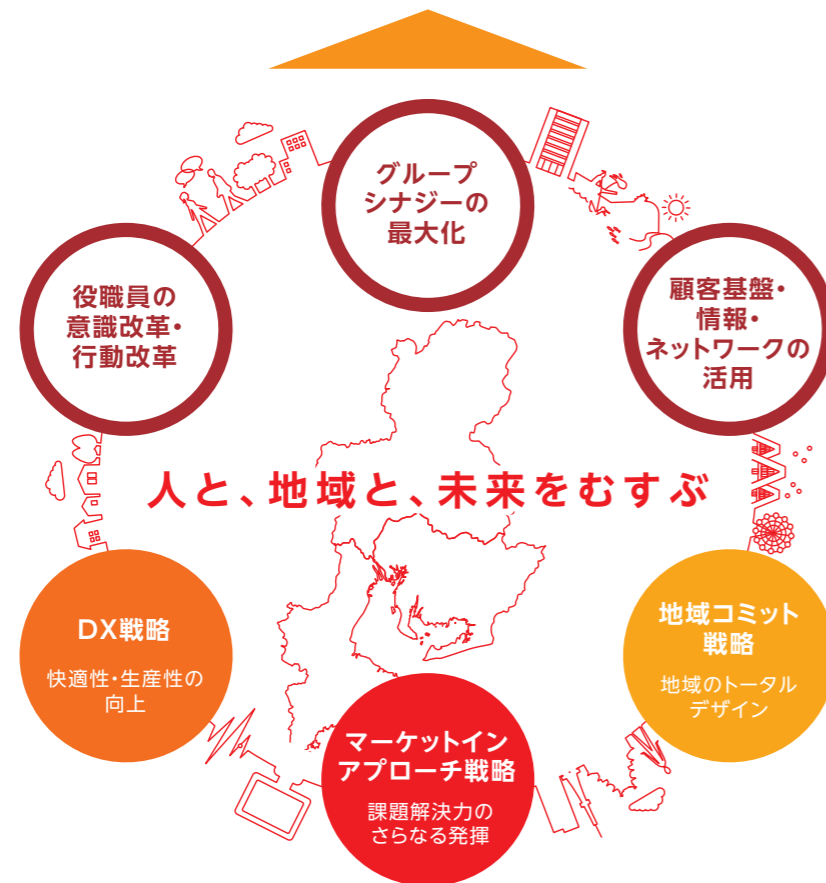 グループ
シナジーの
最大化
役職員の
意識改革・
行動改革
顧客基盤・
情報・
ネットワークの
活用
人と、地域と、未来をむすぶ
DX戦略
快適性・生産性の
向上
地域コミット
戦略
地域のトータル
デザイン
マーケットイン
アプローチ戦略
課題解決力の
さらなる発揮